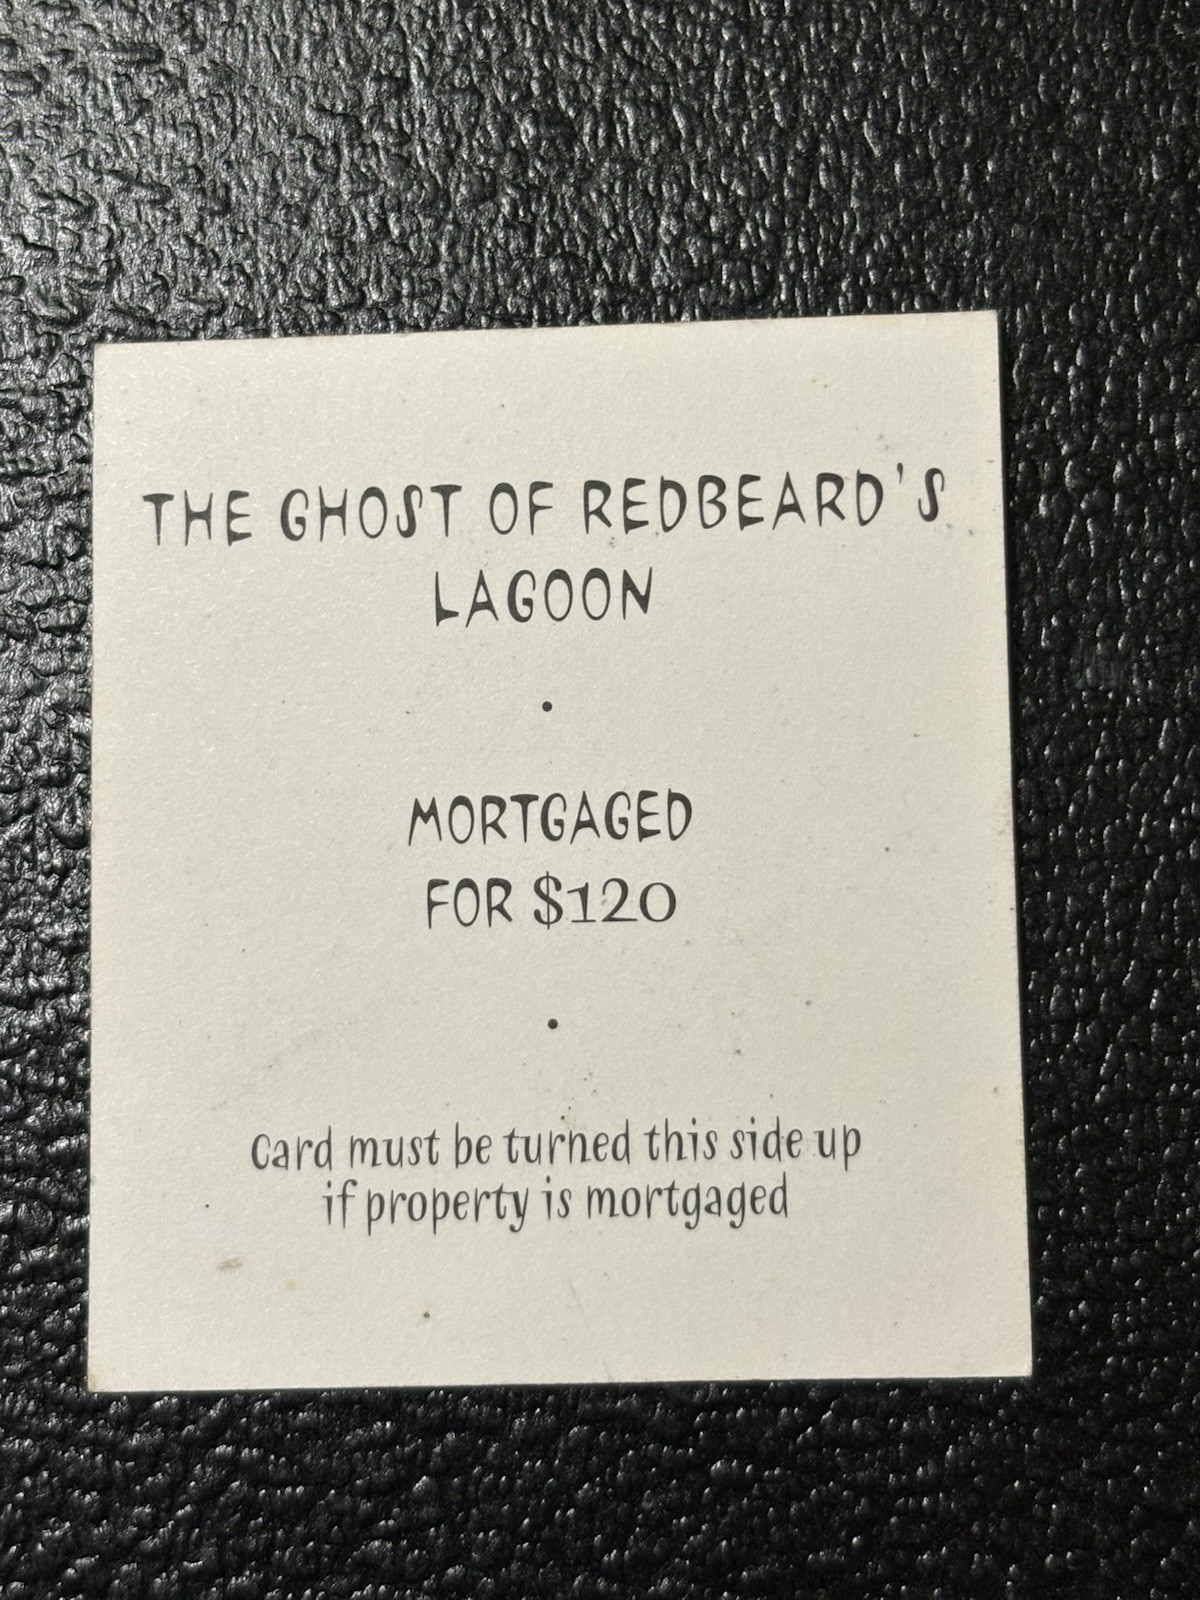 THE GHOST OF REDBEARD'S
LAGOON
•
MORTGAGED
FOR $120
•
Card must be turned this side up
if property is mortgaged